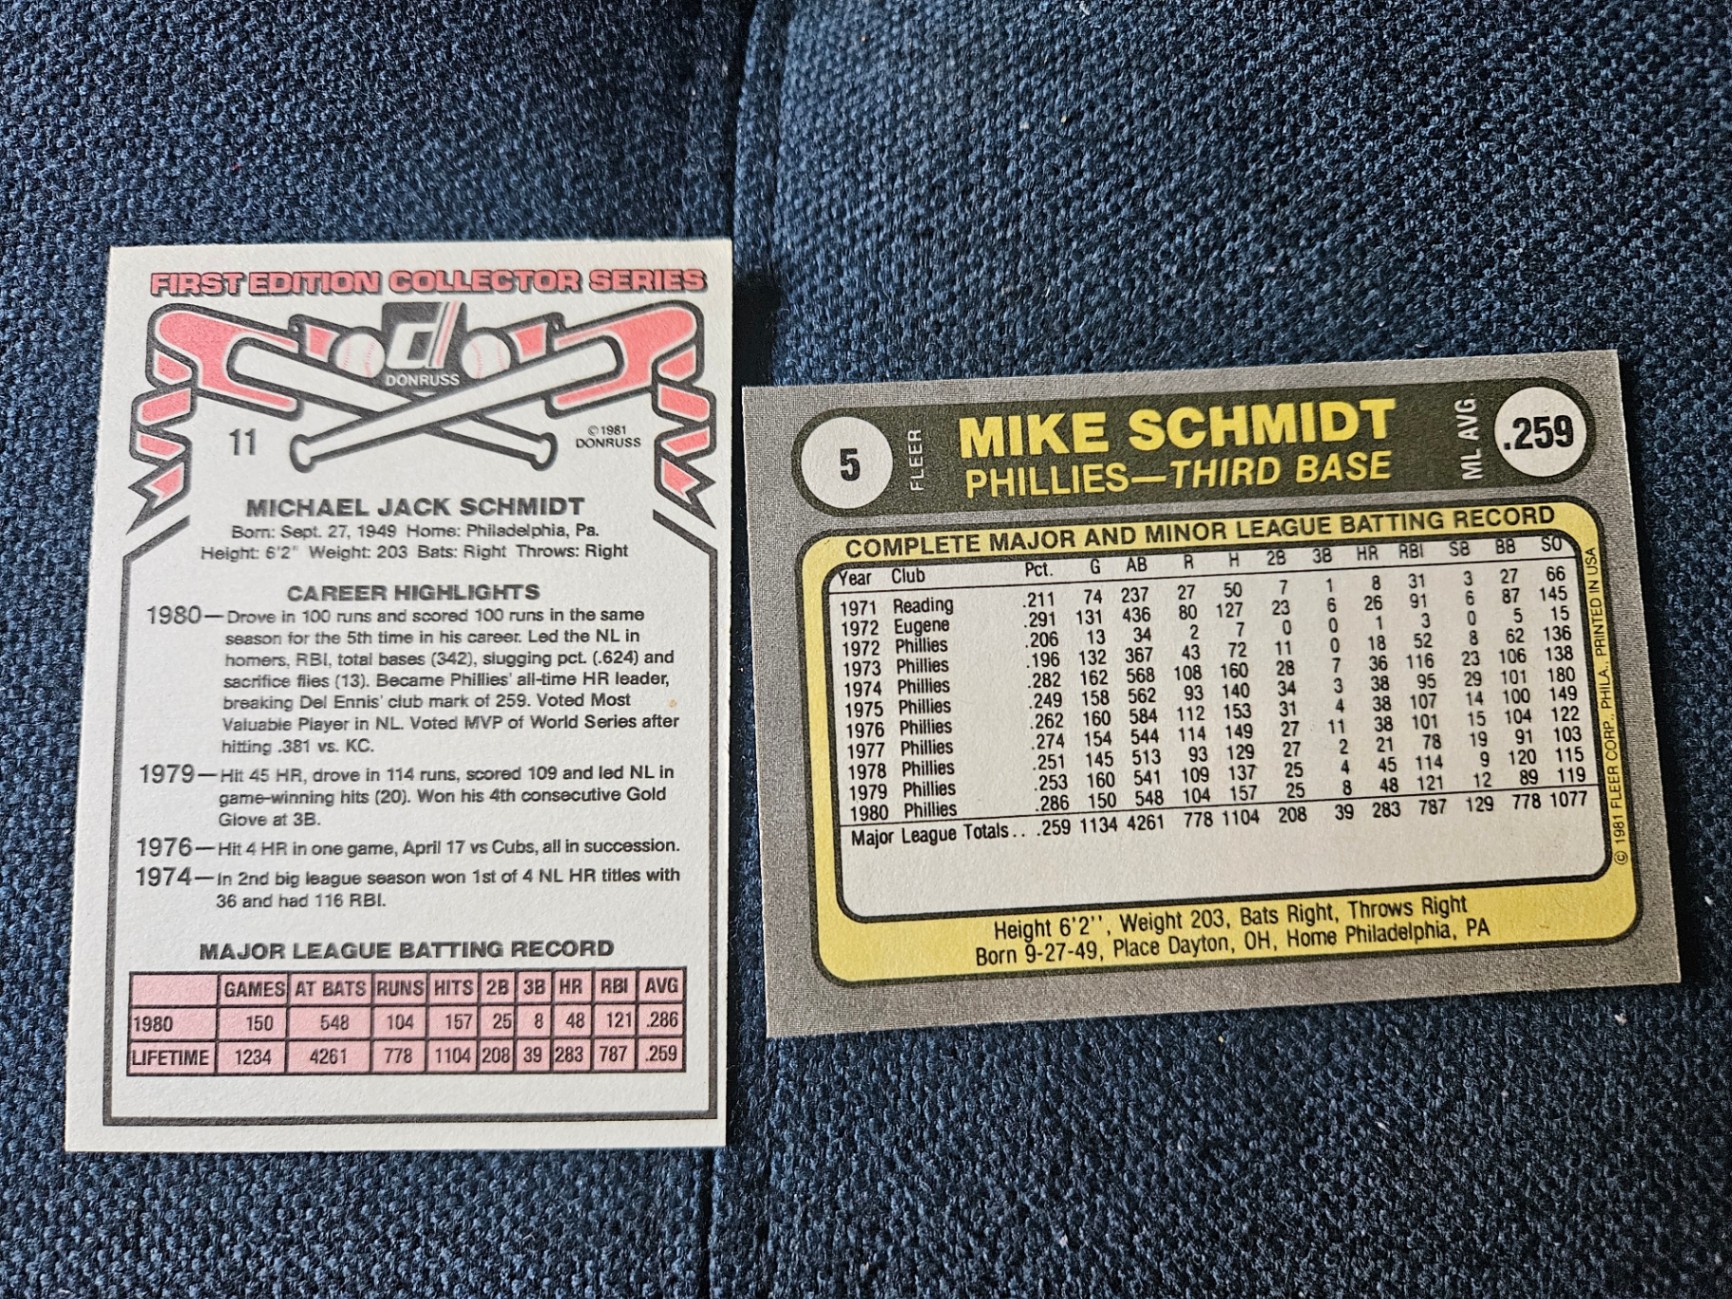 FIRST EDITION COLLECTOR SERIES
d
DONRUSS
11
© 1981
DONRUSS
MICHAEL JACK SCHMIDT
Born: Sept. 27, 1949 Home: Philadelphia, Pa.
Height: 6'2" Weight: 203 Bats: Right Throws: Right
CAREER HIGHLIGHTS
1980—Drove in 100 runs and scored 100 runs in the same
season for the 5th time in his career. Led the NL in
homers, RBI, total bases (342), slugging pct. (.624) and
sacrifice flies (13). Became Phillies' all-time HR leader,
breaking Del Ennis' club mark of 259. Voted Most
Valuable Player in NL. Voted MVP of World Series after
hitting .381 vs. KC.
1979—Hit 45 HR, drove in 114 runs, scored 109 and led NL in
game-winning hits (20). Won his 4th consecutive Gold
Glove at 3B.
1976—Hit 4 HR in one game, April 17 vs Cubs, all in succession.
1974—In 2nd big league season won 1st of 4 NL HR titles with
36 and had 116 RBI.
MAJOR LEAGUE BATTING RECORD
GAMES AT BATS RUNS HITS 2B 3B HR RBI AVG
1980 150 548 104 157 25 8 48 121 .286
LIFETIME 1234 4261 778 1104 208 39 283 787 .259
5
FLEER
MIKE SCHMIDT
PHILLIES—THIRD BASE
ML AVG
.259
COMPLETE MAJOR AND MINOR LEAGUE BATTING RECORD
Year Club Pct. G AB R H 2B 3B HR RBI SB BB SO
1971 Reading .211 74 237 27 50 7 1 8 31 3 27 66
1972 Eugene .291 131 436 80 127 23 6 26 91 6 87 145
1972 Phillies .206 13 34 2 7 0 0 1 3 0 5 15
1973 Phillies .196 132 367 43 72 11 0 18 52 8 62 136
1974 Phillies .282 162 568 108 160 28 7 36 116 23 106 138
1975 Phillies .249 158 562 93 140 34 3 38 95 29 101 180
1976 Phillies .262 160 584 112 153 31 4 38 107 14 100 149
1977 Phillies .274 154 544 114 149 27 11 38 101 15 104 122
1978 Phillies .251 145 513 93 129 27 2 21 78 19 91 103
1979 Phillies .253 160 541 109 137 25 4 45 114 9 120 115
1980 Phillies .286 150 548 104 157 25 8 48 121 12 89 119
Major League Totals . . .259 1134 4261 778 1104 208 39 283 787 129 778 1077
Height 6'2'', Weight 203, Bats Right, Throws Right
Born 9-27-49, Place Dayton, OH, Home Philadelphia, PA
© 1981 FLEER CORP., PHILA., PRINTED IN USA